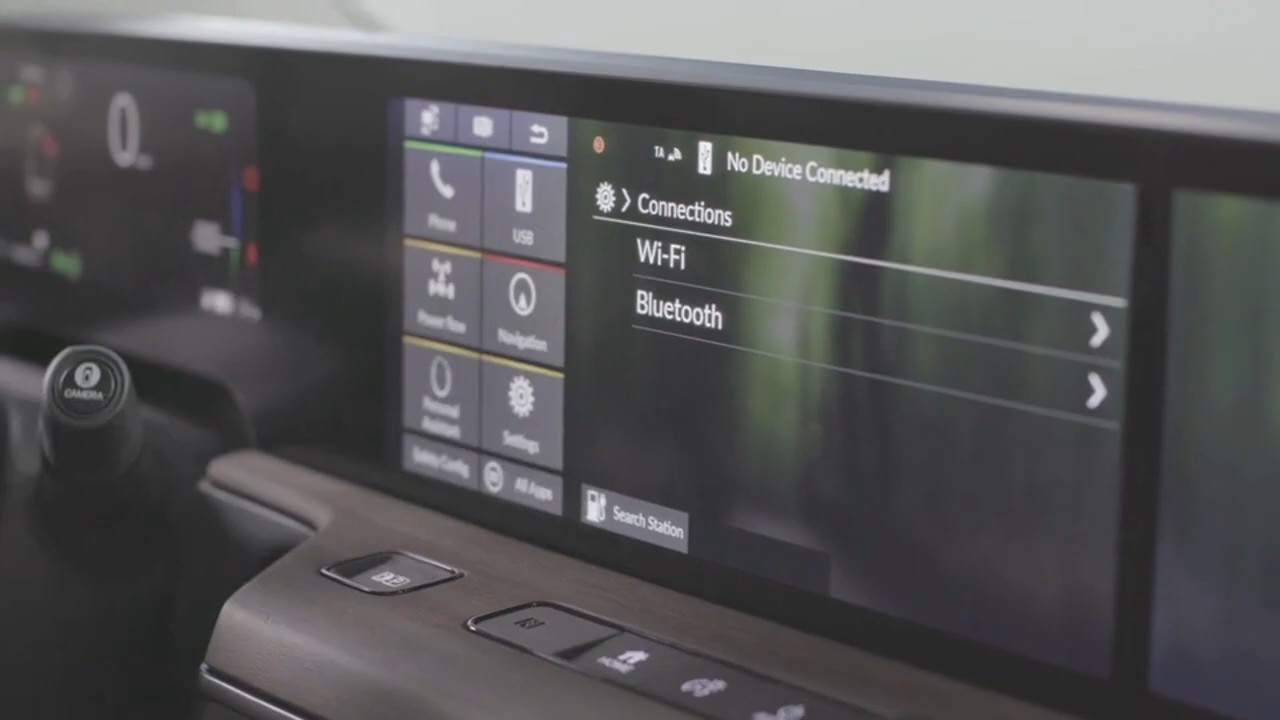 0
CAMERA
Phone
USB
Power flow
Navigation
Personal
Assistant
Settings
All Apps
TA
No Device Connected
Connections
Wi-Fi
Bluetooth
Search Station
HOME